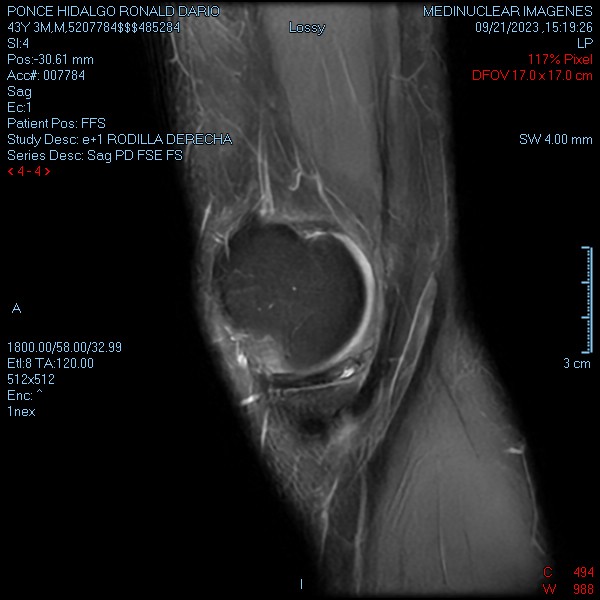 PONCE HIDALGO RONALD DARIO
43Y 3M,M,5207784$$$485284
SI:4
Pos:-30.61 mm
Acc#: 007784
Sag
Ec:1
Patient Pos: FFS
Study Desc: e+1 RODILLA DERECHA
Series Desc: Sag PD FSE FS
< 4 - 4 >
Lossy
MEDINUCLEAR IMAGENES
09/21/2023 ,15:19:26
LP
117% Pixel
DFOV 17.0 x 17.0 cm
SW 4.00 mm
A
1800.00/58.00/32.99
Etl:8 TA:120.00
512x512
Enc: ^
1nex
3 cm
I
C 494
W 988